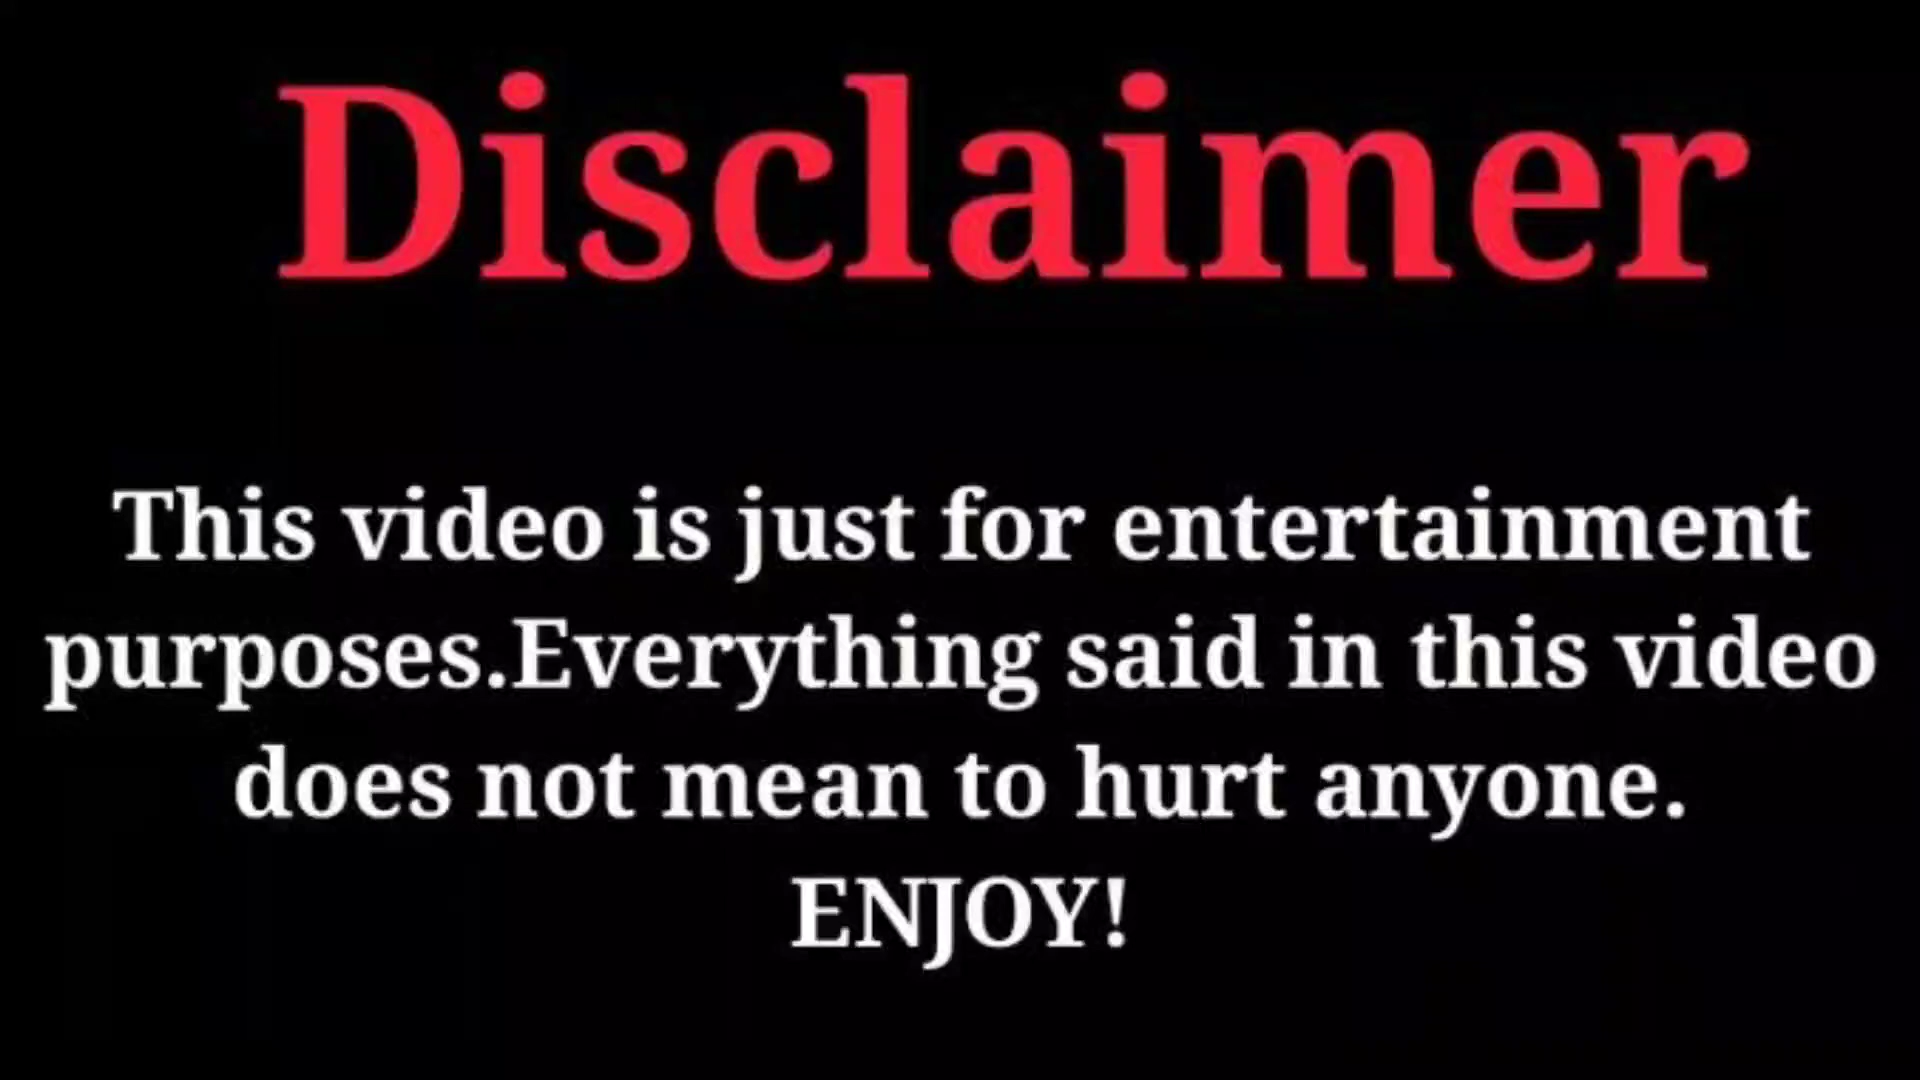 Disclaimer
This video is just for entertainment
purposes.Everything said in this video
does not mean to hurt anyone.
ENJOY!